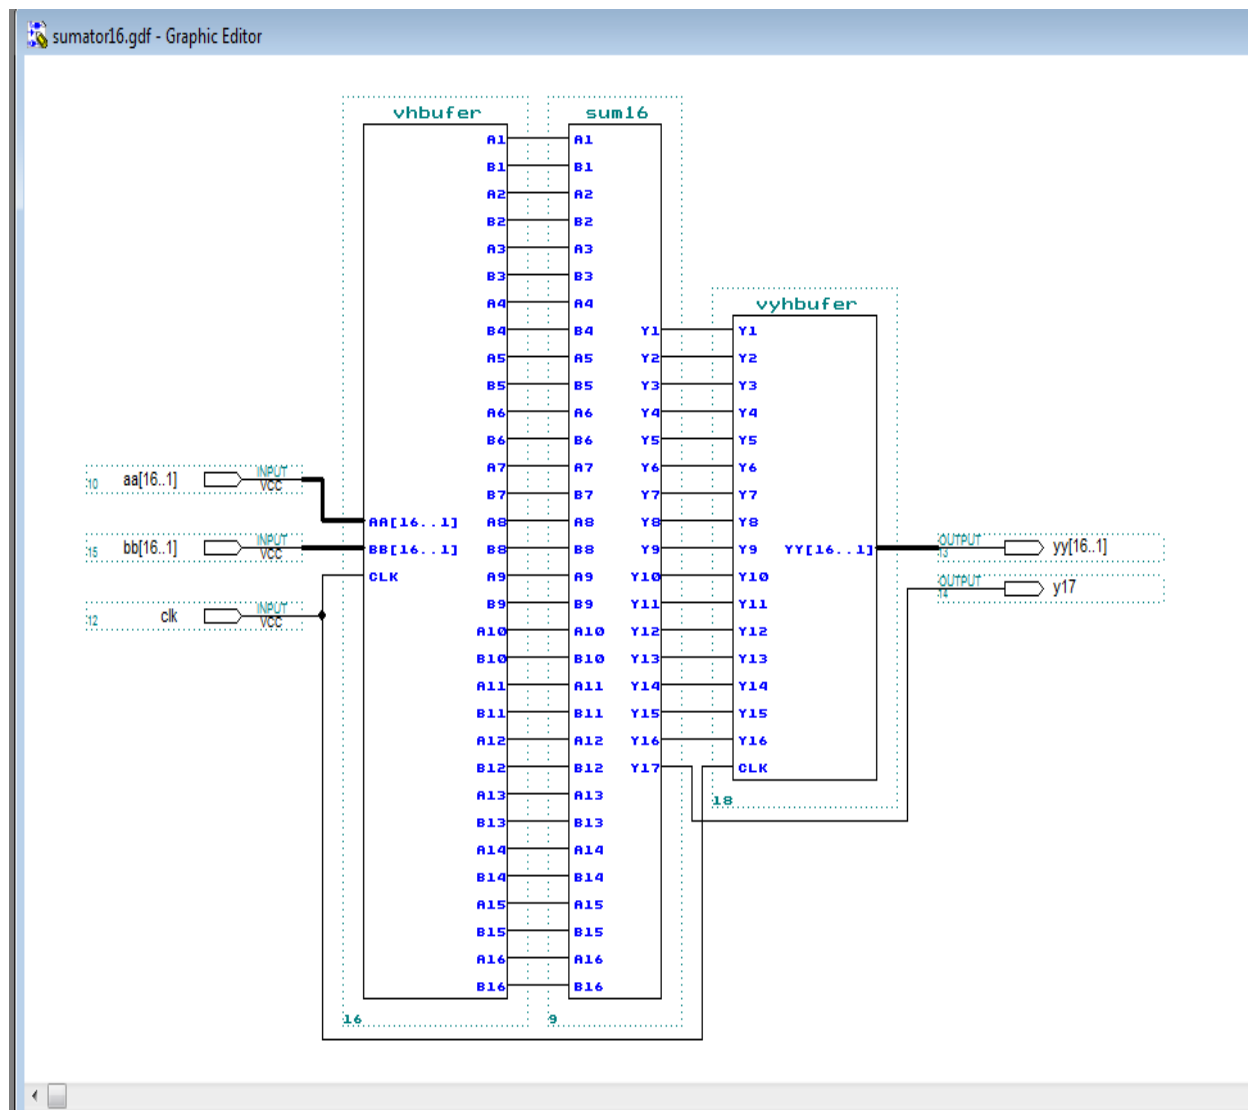 sumator16.gdf - Graphic Editor
vhbufer
sum16
A1 A1
B1 B1
A2 A2
B2 B2
A3 A3
B3 B3
vyhbufer
A4 A4
B4 B4 Y1 Y1
A5 A5 Y2 Y2
B5 B5 Y3 Y3
A6 A6 Y4 Y4
B6 B6 Y5 Y5
A7 A7 Y6 Y6
10 aa[16..1] INPUT VCC
B7 B7 Y7 Y7
AA[16..1] A8 A8 Y8 Y8
15 bb[16..1] INPUT VCC BB[16..1] B8 B8 Y9 Y9 YY[16..1] OUTPUT 13 yy[16..1]
CLK A9 A9 Y10 Y10
OUTPUT 14 y17
B9 B9 Y11 Y11
12 clk INPUT VCC
A10 A10 Y12 Y12
B10 B10 Y13 Y13
A11 A11 Y14 Y14
B11 B11 Y15 Y15
A12 A12 Y16 Y16
B12 B12 Y17 CLK
A13 A13
18
B13 B13
A14 A14
B14 B14
A15 A15
B15 B15
A16 A16
B16 B16
16
9